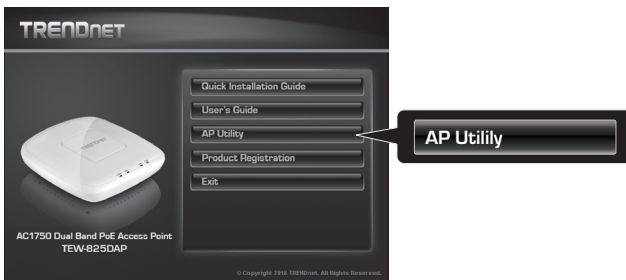 TRENDNET
Quick Installation Guide
User's Guide
AP Utility
Product Registration
Exit
AP Utilily
AC1750 Dual Band PoE Access Point
TEW-825DAP
© Copyright 2016 TRENDnet. All Rights Reserved.